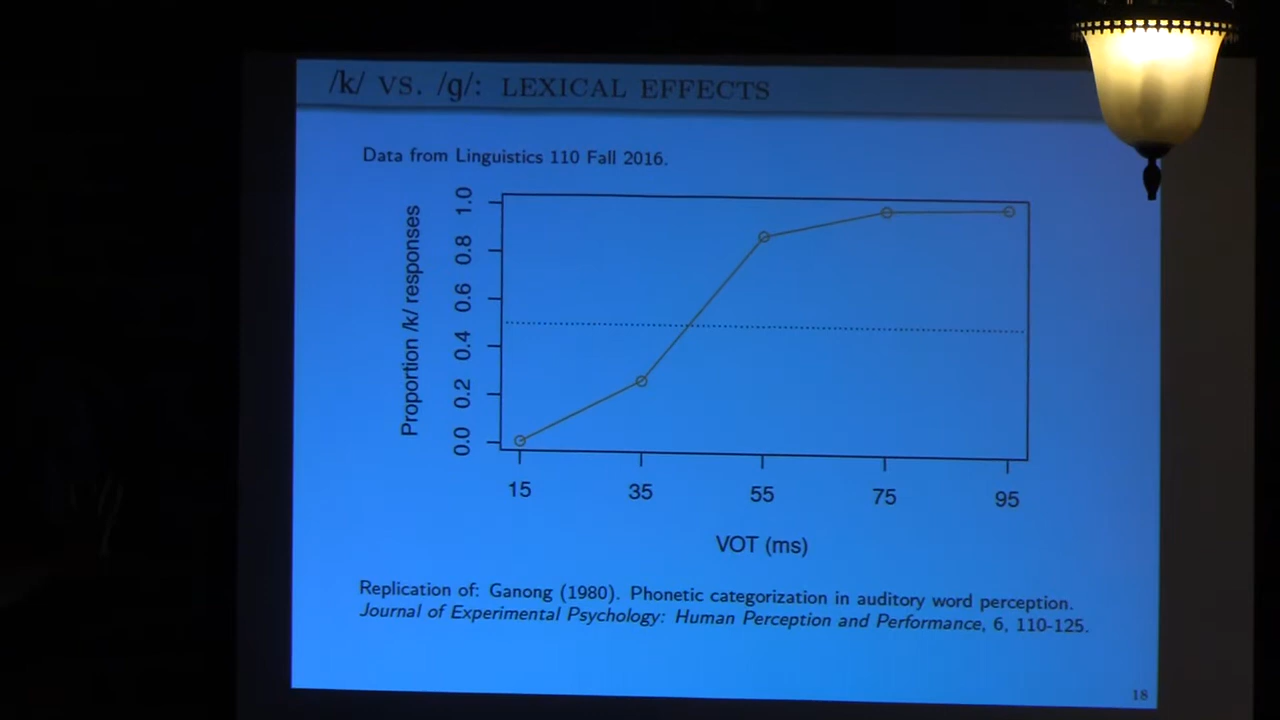 /k/ VS. /g/: LEXICAL EFFECTS
Data from Linguistics 110 Fall 2016.
Proportion /k/ responses
1.0
0.8
0.6
0.4
0.2
0.0
15 35 55 75 95
VOT (ms)
Replication of: Ganong (1980). Phonetic categorization in auditory word perception.
Journal of Experimental Psychology: Human Perception and Performance, 6, 110-125.
18